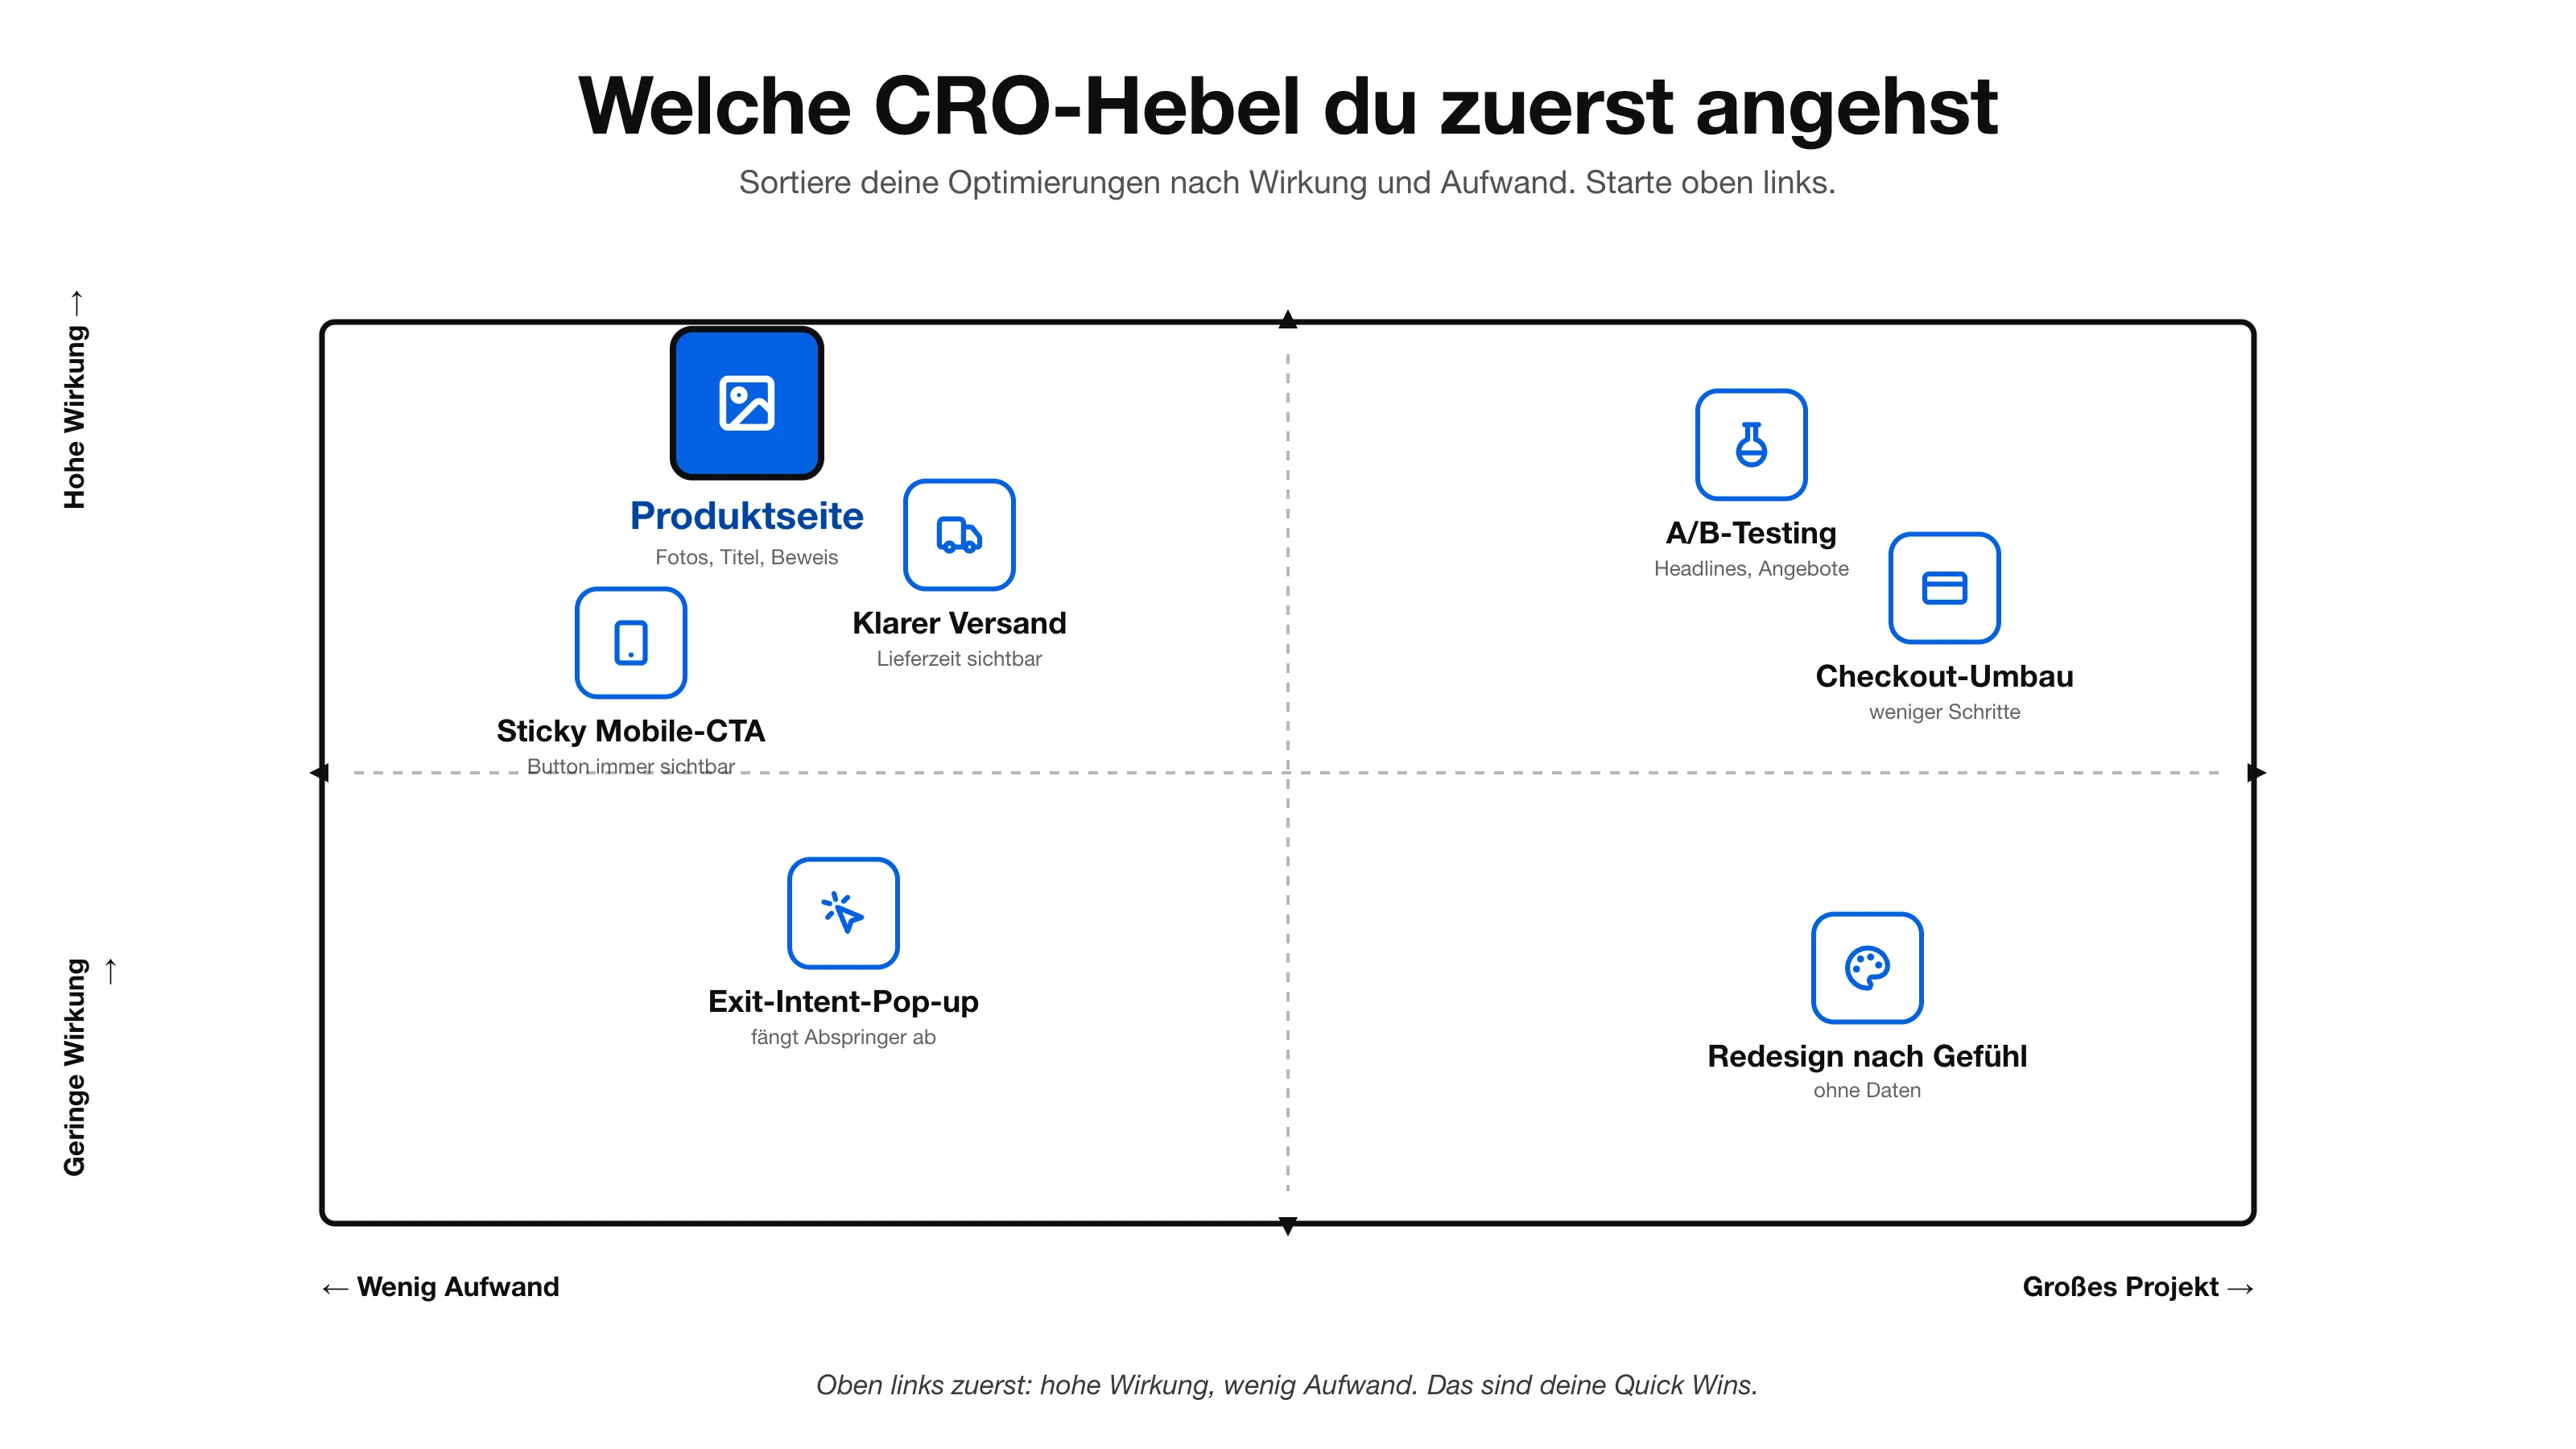 Welche CRO-Hebel du zuerst angehst
Sortiere deine Optimierungen nach Wirkung und Aufwand. Starte oben links.
Hohe Wirkung →
Produktseite
Fotos, Titel, Beweis
Klarer Versand
Lieferzeit sichtbar
Sticky Mobile-CTA
Button immer sichtbar
A/B-Testing
Headlines, Angebote
Checkout-Umbau
weniger Schritte
Geringe Wirkung
→
Exit-Intent-Pop-up
fängt Abspringer ab
Redesign nach Gefühl
ohne Daten
← Wenig Aufwand
Großes Projekt →
Oben links zuerst: hohe Wirkung, wenig Aufwand. Das sind deine Quick Wins.